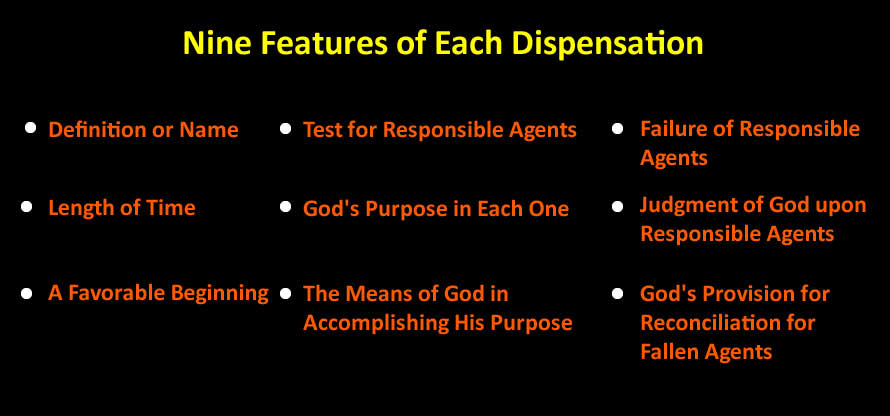 Nine Features of Each Dispensation
Definition or Name
Length of Time
A Favorable Beginning
Test for Responsible Agents
God's Purpose in Each One
The Means of God in
Accomplishing His Purpose
Failure of Responsible
Agents
Judgment of God upon
Responsible Agents
God's Provision for
Reconciliation for
Fallen Agents